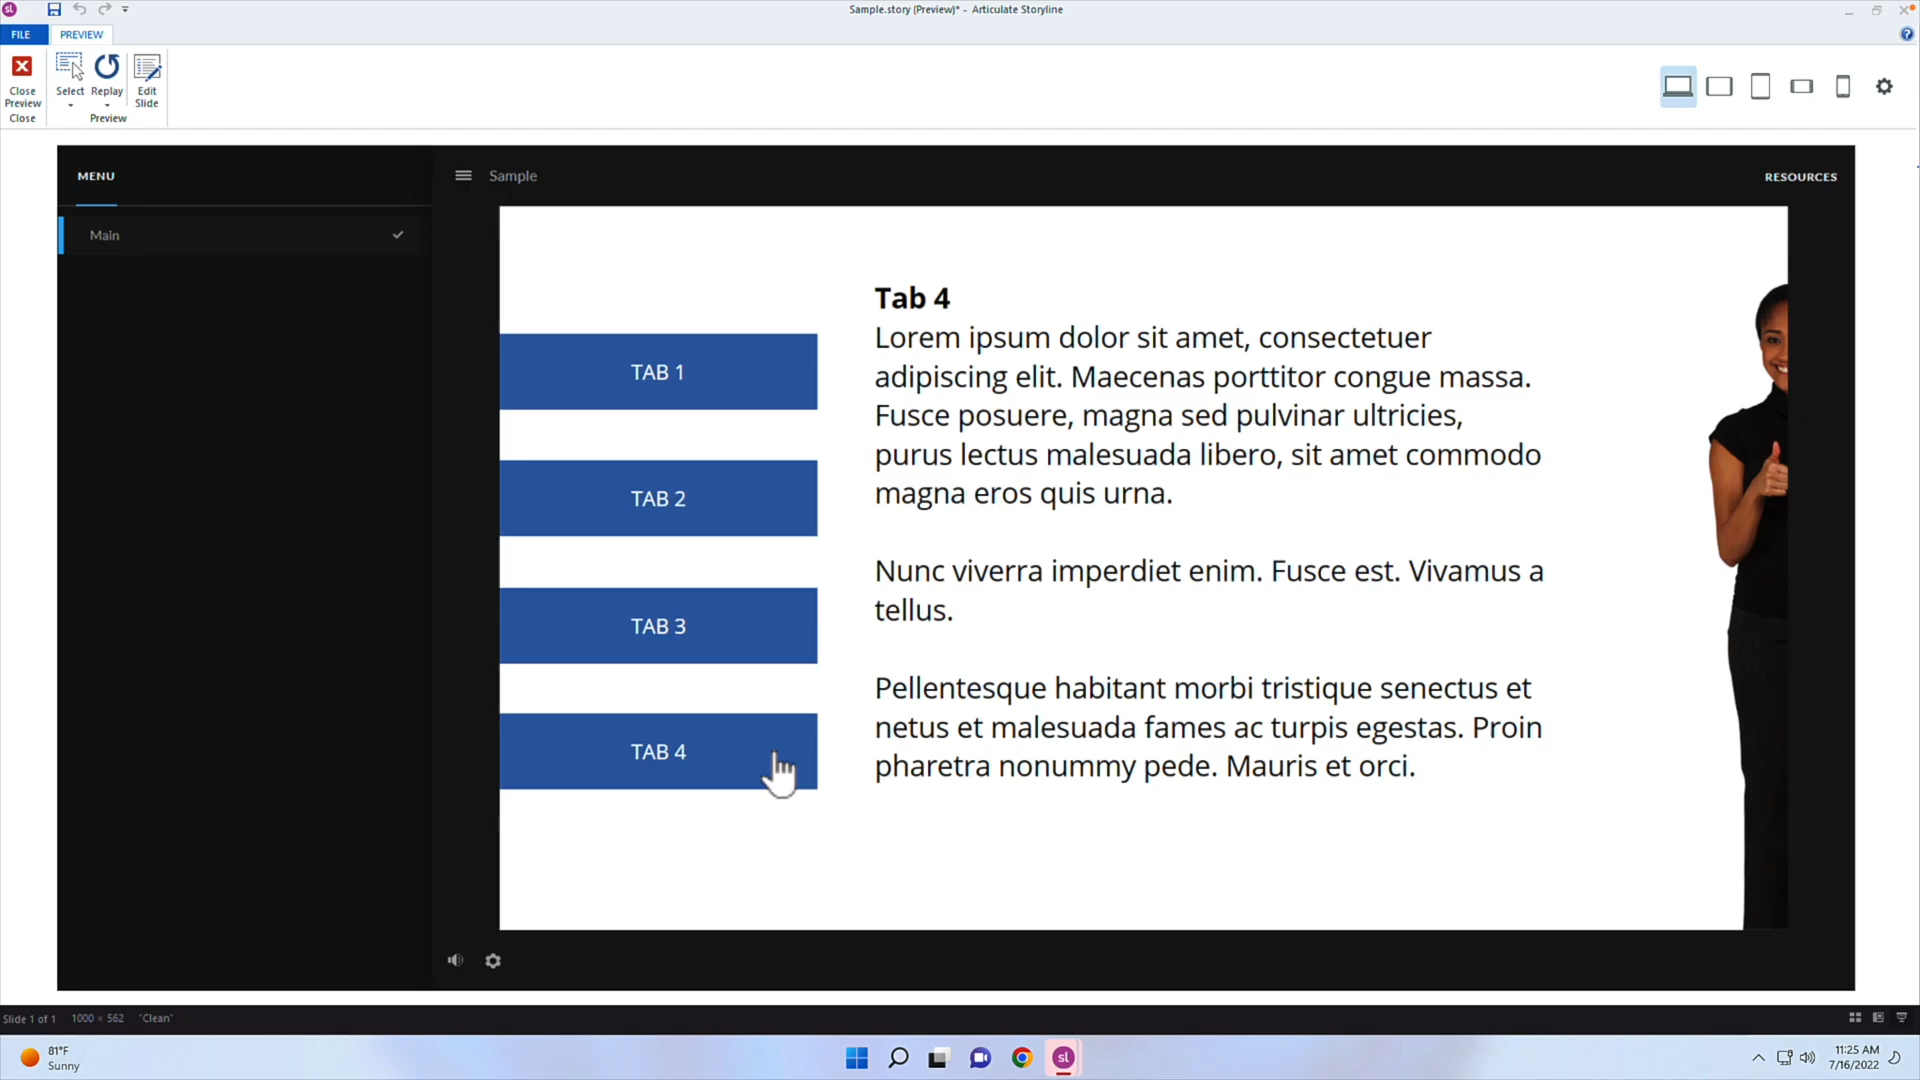 sl
Sample.story (Preview)* - Articulate Storyline
FILE
PREVIEW
?
Close
Preview
Select
Replay
Edit
Slide
Close
Preview
MENU
Sample
RESOURCES
Main
Tab 4
Lorem ipsum dolor sit amet, consectetuer
adipiscing elit. Maecenas porttitor congue massa.
Fusce posuere, magna sed pulvinar ultricies,
purus lectus malesuada libero, sit amet commodo
magna eros quis urna.
Nunc viverra imperdiet enim. Fusce est. Vivamus a
tellus.
Pellentesque habitant morbi tristique senectus et
netus et malesuada fames ac turpis egestas. Proin
pharetra nonummy pede. Mauris et orci.
TAB 1
TAB 2
TAB 3
TAB 4
Slide 1 of 1
1000 × 562
"Clean"
81°F
Sunny
sl
11:25 AM
7/16/2022